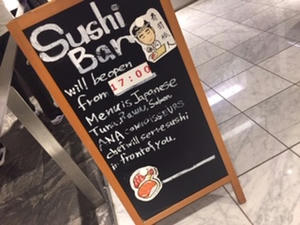 Sushi
Bar
will be open
from 17:00
Menu is Japanese
Tuna,
ANA
chef will serve sushi
in front of you.